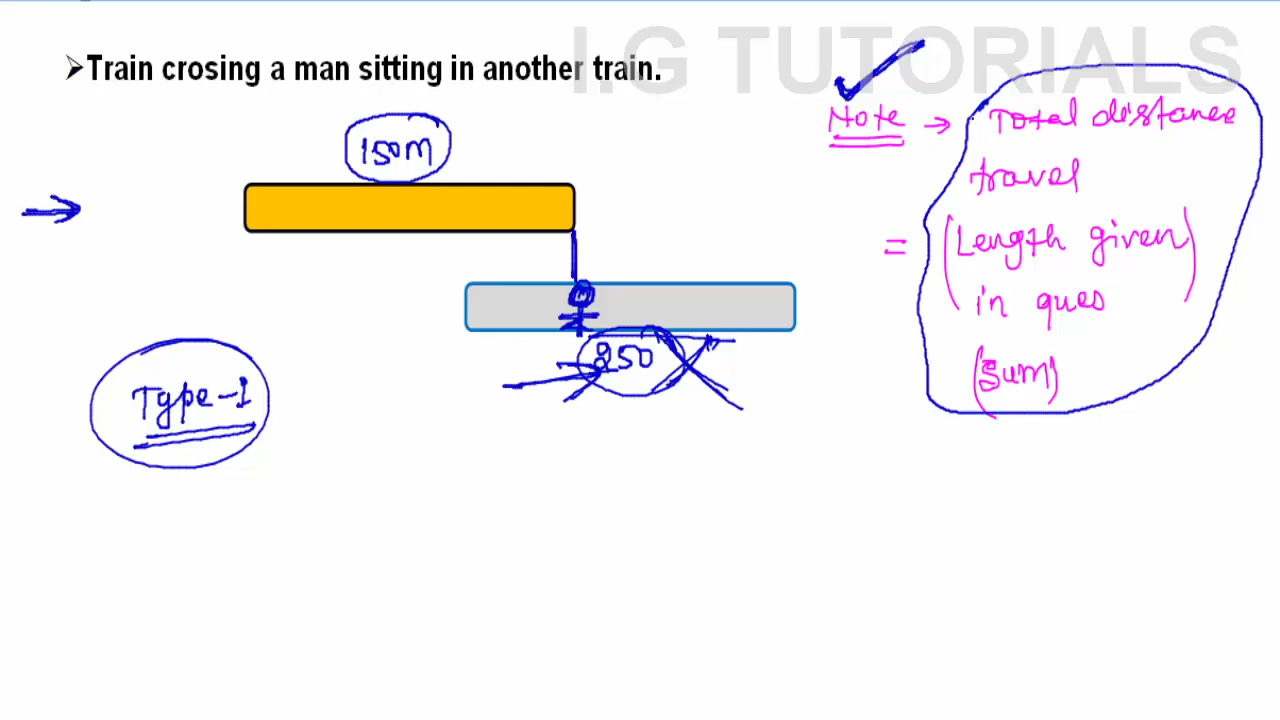 I.G TUTORIALS
➢Train crosing a man sitting in another train.
150m
Note → Total distance
travel
= (Length given
in ques)
(sum)
250
Type-1